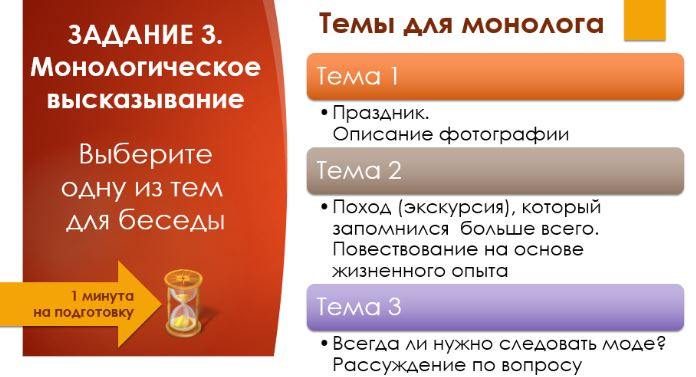 ЗАДАНИЕ 3.
Монологическое
высказывание
Выберите
одну из тем
для беседы
1 минута
на подготовку
Темы для монолога
Тема 1
•Праздник.
Описание фотографии
Тема 2
•Поход (экскурсия), который
запомнился больше всего.
Повествование на основе
жизненного опыта
Тема 3
•Всегда ли нужно следовать моде?
Рассуждение по вопросу